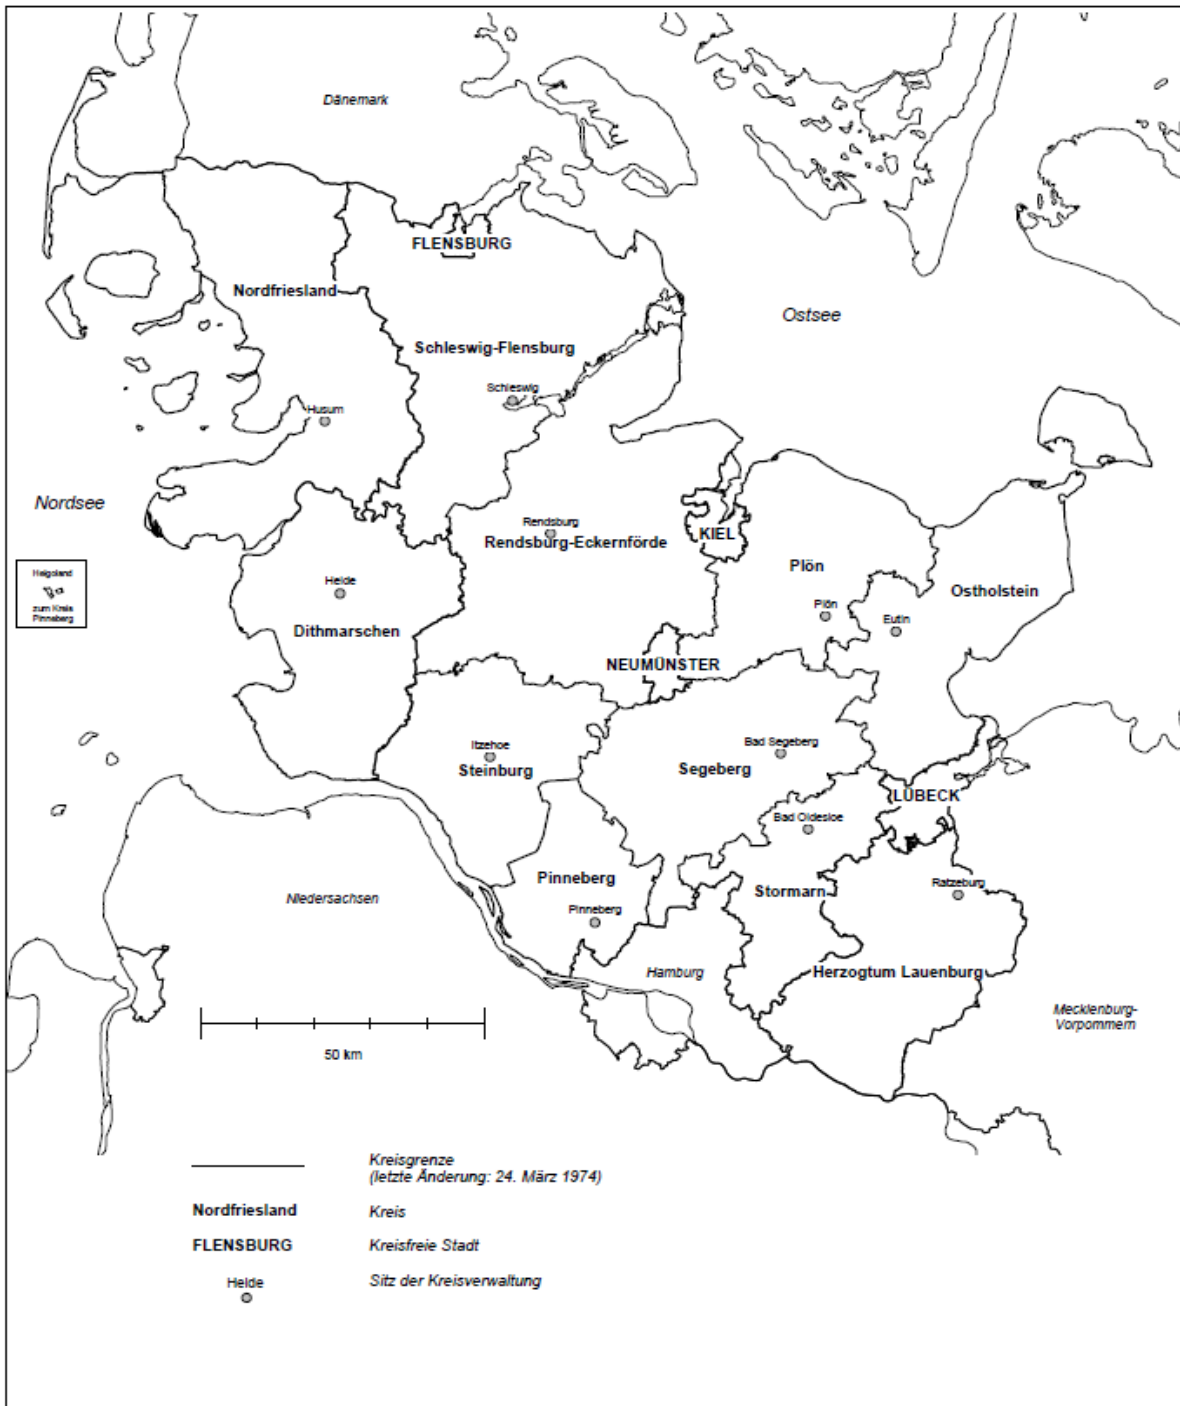 Dänemark
FLENSBURG
Nordfriesland
Ostsee
Schleswig-Flensburg
Schleswig
Husum
Nordsee
Rendsburg
Rendsburg-Eckernförde
KIEL
Plön
Helgoland
zum Kreis
Pinneberg
Heide
Dithmarschen
Plön
Eutin
Ostholstein
NEUMÜNSTER
Itzehoe
Steinburg
Bad Segeberg
Segeberg
LÜBECK
Bad Oldesloe
Pinneberg
Pinneberg
Stormarn
Ratzeburg
Niedersachsen
Hamburg
Herzogtum Lauenburg
Mecklenburg-
Vorpommern
50 km
Kreisgrenze
(letzte Änderung: 24. März 1974)
Nordfriesland Kreis
FLENSBURG Kreisfreie Stadt
Heide Sitz der Kreisverwaltung